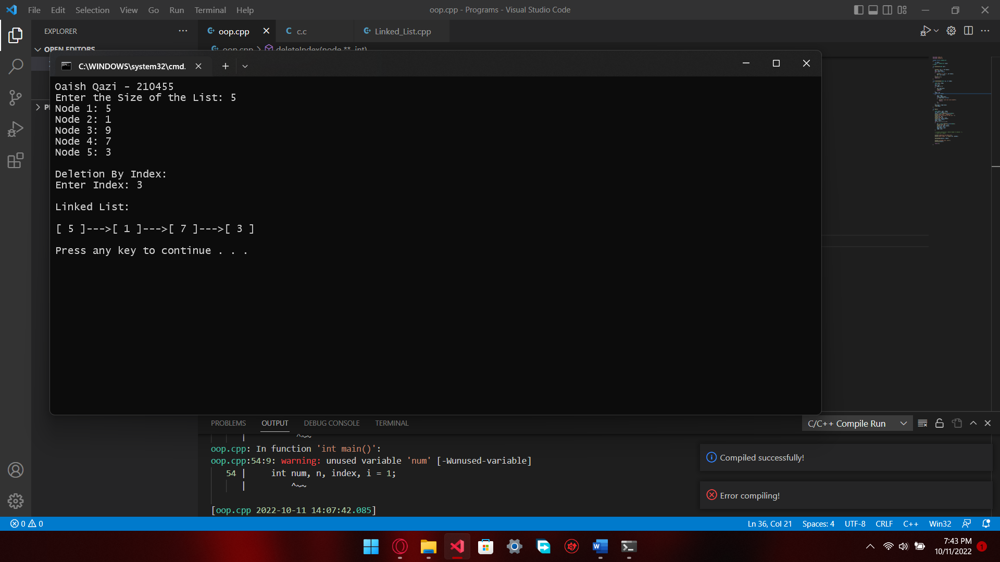 File Edit Selection View Go Run Terminal Help
oop.cpp - Programs - Visual Studio Code
EXPLORER
oop.cpp
c.c
Linked_List.cpp
OPEN EDITORS
oop.cpp > deleteIndex(node **, int)
C:\WINDOWS\system32\cmd.
Oaish Qazi - 210455
Enter the Size of the List: 5
Node 1: 5
Node 2: 1
Node 3: 9
Node 4: 7
Node 5: 3
Deletion By Index:
Enter Index: 3
Linked List:
[ 5 ]--->[ 1 ]--->[ 7 ]--->[ 3 ]
Press any key to continue . . .
PROBLEMS OUTPUT DEBUG CONSOLE TERMINAL
C/C++ Compile Run
| ^~~
oop.cpp: In function 'int main()':
oop.cpp:54:9: warning: unused variable 'num' [-Wunused-variable]
54 | int num, n, index, i = 1;
| ^~~
[oop.cpp 2022-10-11 14:07:42.085]
Compiled successfully!
Error compiling!
0 0
Ln 36, Col 21 Spaces: 4 UTF-8 CRLF C++ Win32
7:43 PM
10/11/2022
1